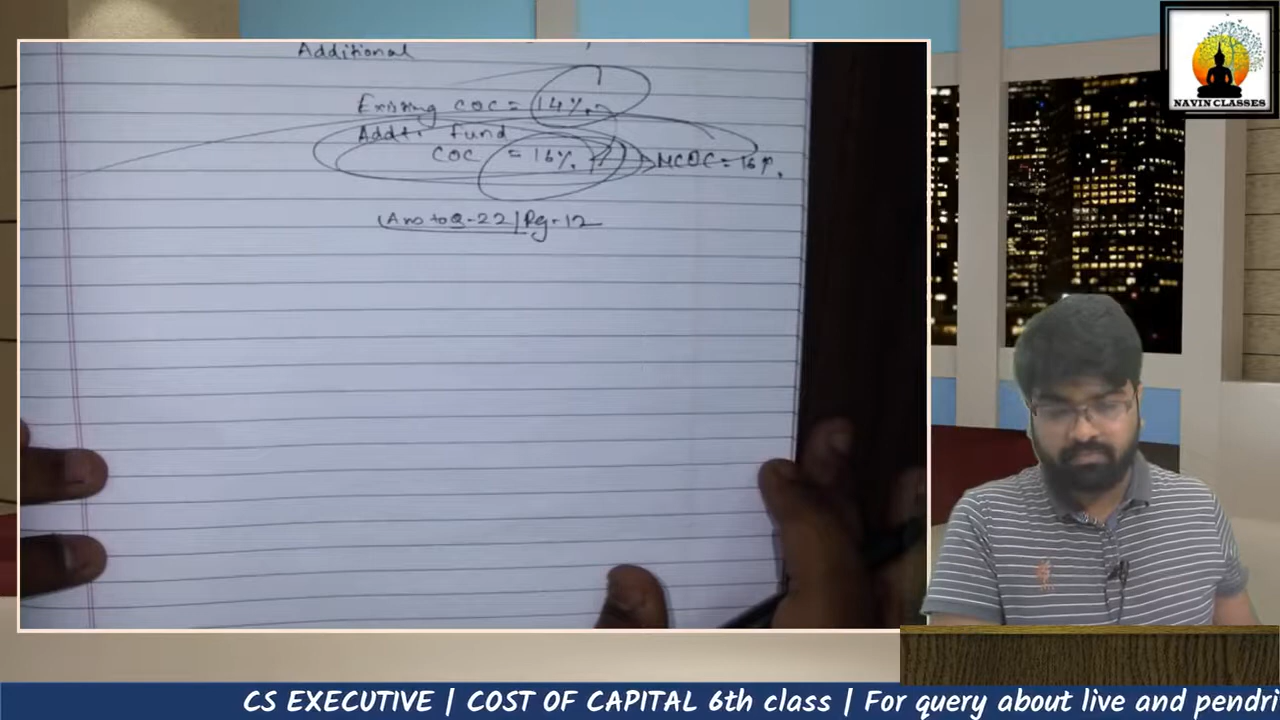 Additional
Existing COC = 14%.
Addtl. Fund
COC = 16% MCOC = 16%.
(Ans to Q-22 | Pg-12
NAVIN CLASSES
CS EXECUTIVE | COST OF CAPITAL 6th class | For query about live and pendri